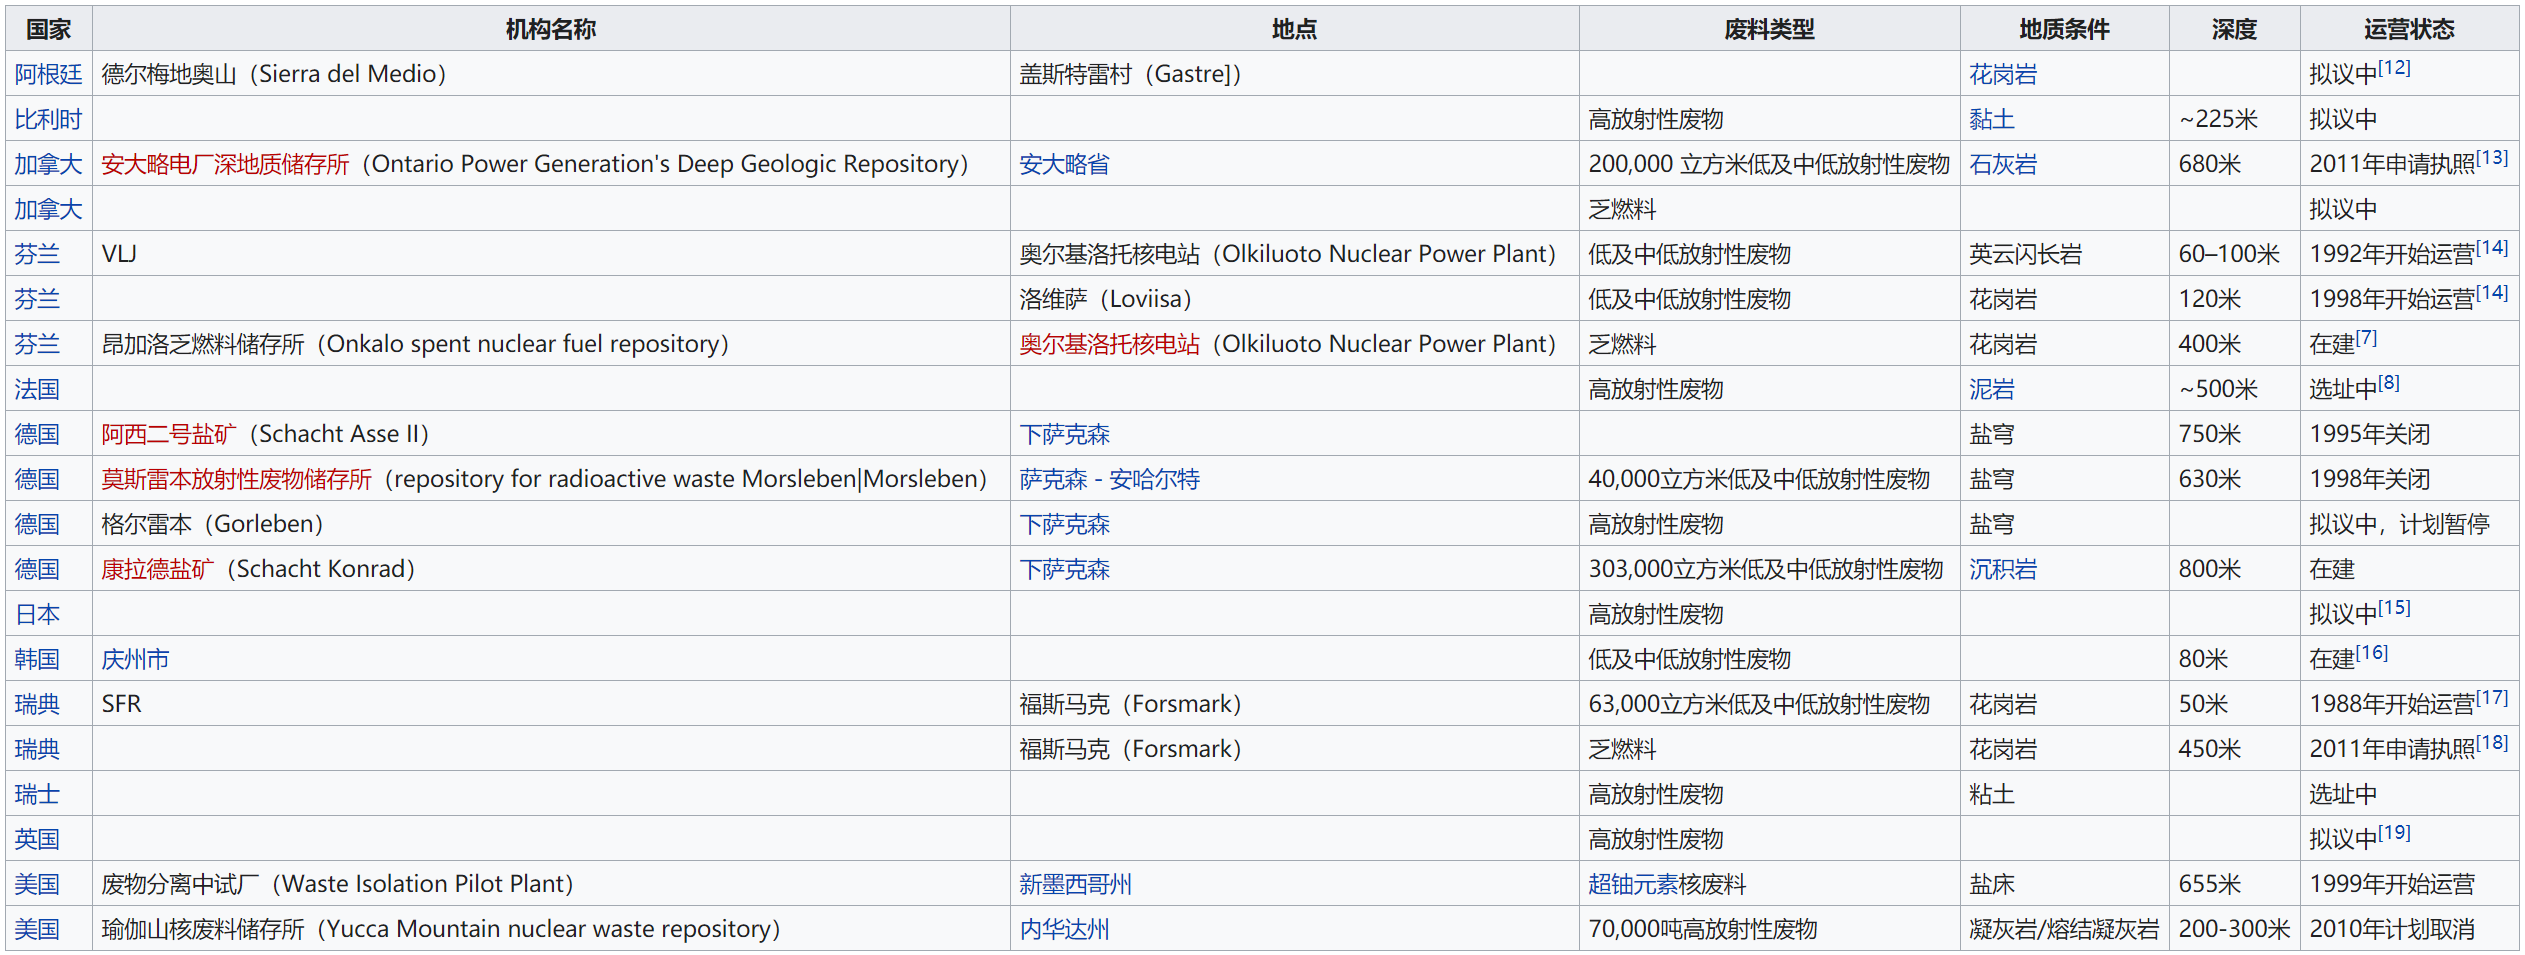 国家 机构名称 地点 废料类型 地质条件 深度 运营状态
阿根廷 德尔梅地奥山（Sierra del Medio） 盖斯特雷村（Gastre]） 花岗岩 拟议中[12]
比利时 高放射性废物 黏土 ~225米 拟议中
加拿大 安大略电厂深地质储存所（Ontario Power Generation's Deep Geologic Repository） 安大略省 200,000 立方米低及中低放射性废物 石灰岩 680米 2011年申请执照[13]
加拿大 乏燃料 拟议中
芬兰 VLJ 奥尔基洛托核电站（Olkiluoto Nuclear Power Plant） 低及中低放射性废物 英云闪长岩 60–100米 1992年开始运营[14]
芬兰 洛维萨（Loviisa） 低及中低放射性废物 花岗岩 120米 1998年开始运营[14]
芬兰 昂加洛乏燃料储存所（Onkalo spent nuclear fuel repository） 奥尔基洛托核电站（Olkiluoto Nuclear Power Plant） 乏燃料 花岗岩 400米 在建[7]
法国 高放射性废物 泥岩 ~500米 选址中[8]
德国 阿西二号盐矿（Schacht Asse II） 下萨克森 盐穹 750米 1995年关闭
德国 莫斯雷本放射性废物储存所（repository for radioactive waste Morsleben|Morsleben） 萨克森 - 安哈尔特 40,000立方米低及中低放射性废物 盐穹 630米 1998年关闭
德国 格尔雷本（Gorleben） 下萨克森 高放射性废物 盐穹 拟议中，计划暂停
德国 康拉德盐矿（Schacht Konrad） 下萨克森 303,000立方米低及中低放射性废物 沉积岩 800米 在建
日本 高放射性废物 拟议中[15]
韩国 庆州市 低及中低放射性废物 80米 在建[16]
瑞典 SFR 福斯马克（Forsmark） 63,000立方米低及中低放射性废物 花岗岩 50米 1988年开始运营[17]
瑞典 福斯马克（Forsmark） 乏燃料 花岗岩 450米 2011年申请执照[18]
瑞士 高放射性废物 粘土 选址中
英国 高放射性废物 拟议中[19]
美国 废物分离中试厂（Waste Isolation Pilot Plant） 新墨西哥州 超铀元素核废料 盐床 655米 1999年开始运营
美国 瑜伽山核废料储存所（Yucca Mountain nuclear waste repository） 内华达州 70,000吨高放射性废物 凝灰岩/熔结凝灰岩 200-300米 2010年计划取消